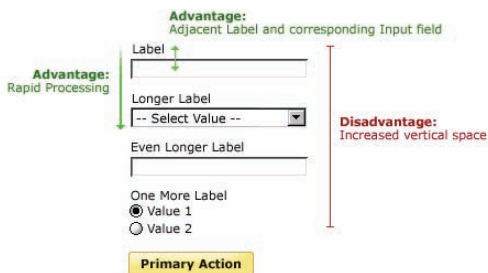 Advantage:
Adjacent Label and corresponding Input field
Label
Advantage:
Rapid Processing
Longer Label
-- Select Value --
Disadvantage:
Increased vertical space
Even Longer Label
One More Label
Value 1
Value 2
Primary Action